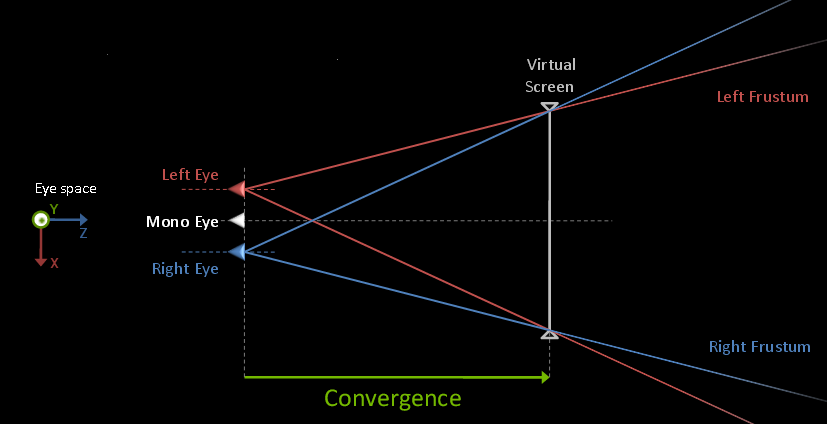 Virtual
Screen
Left Frustum
Left Eye
Eye space
Y
Mono Eye
Z
X
Right Eye
Right Frustum
Convergence